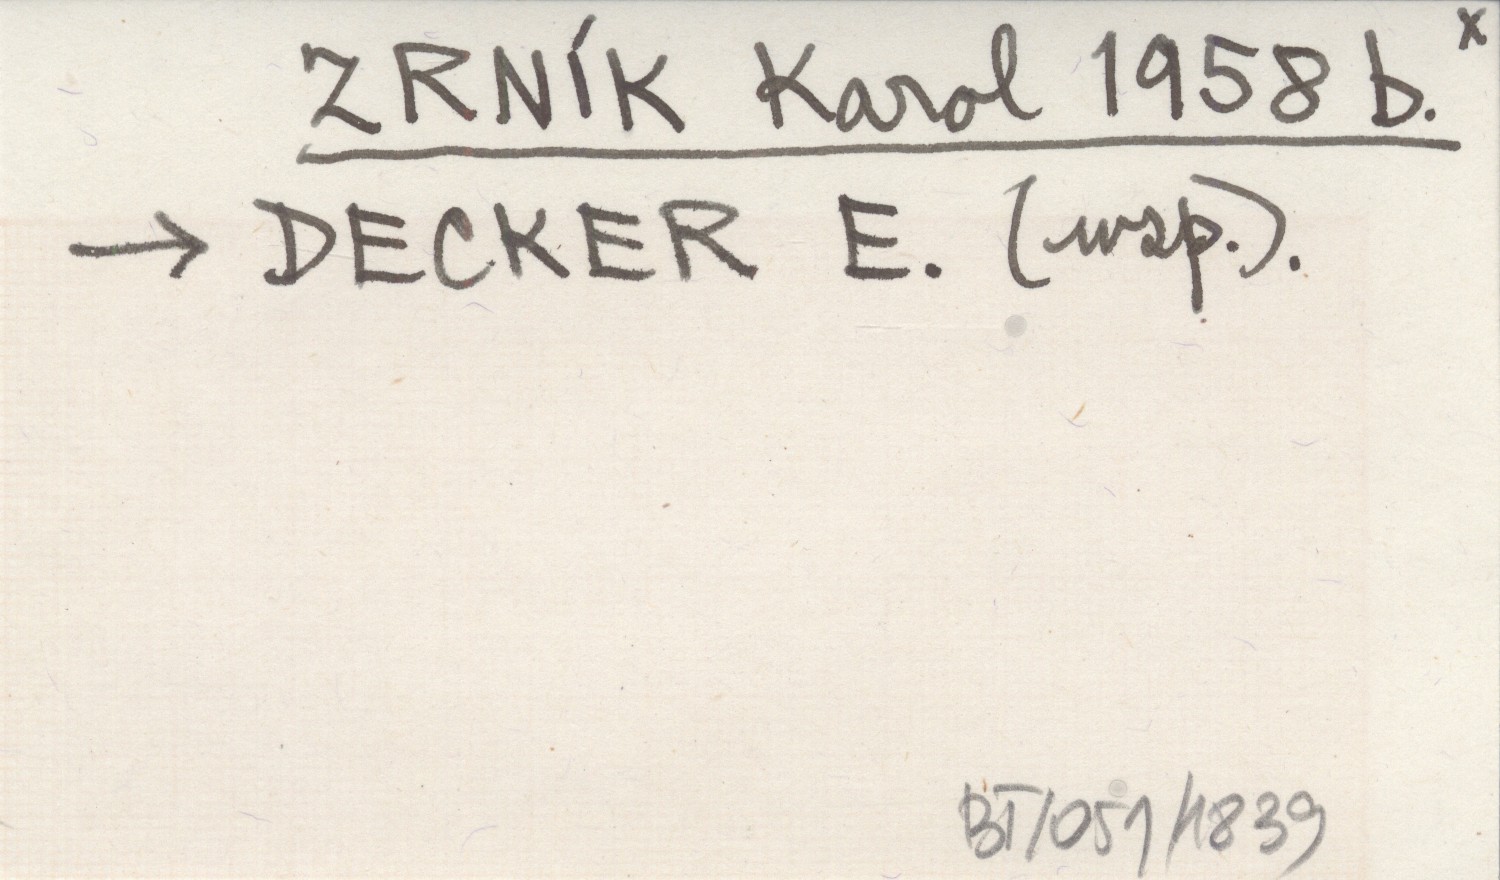 ZRNÍK Karol 1958 b. x
→ DECKER E. (wsp.).
BT/051/1839